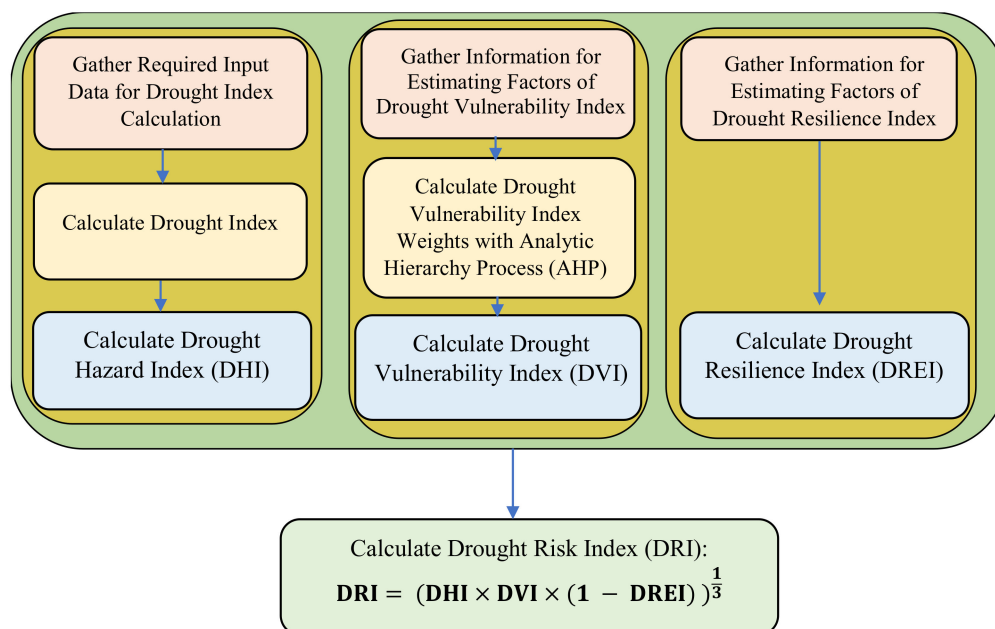 Gather Required Input
Data for Drought Index
Calculation
Calculate Drought Index
Calculate Drought
Hazard Index (DHI)
Gather Information for
Estimating Factors of
Drought Vulnerability Index
Calculate Drought
Vulnerability Index
Weights with Analytic
Hierarchy Process (AHP)
Calculate Drought
Vulnerability Index (DVI)
Gather Information for
Estimating Factors of
Drought Resilience Index
Calculate Drought
Resilience Index (DREI)
Calculate Drought Risk Index (DRI):
DRI = (DHI × DVI × (1 − DREI) )^{1/3}